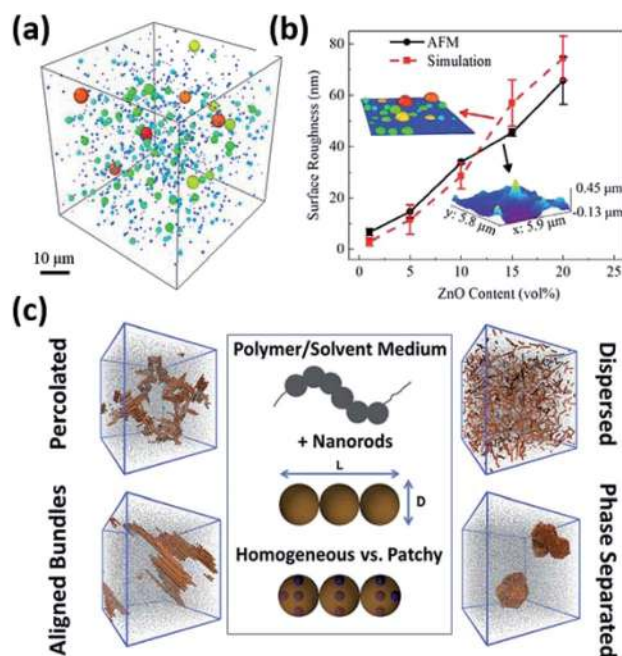 (a)
10 μm
(b)
AFM
Simulation
Surface Roughness (nm)
80
60
40
20
0
0.45 μm
-0.13 μm
y: 5.8 μm
x: 5.9 μm
0
5
10
15
20
ZnO Content (vol%)
(c)
Percolated
Aligned Bundles
Polymer/Solvent Medium
+ Nanorods
L
D
Homogeneous vs. Patchy
Dispersed
Phase Separated